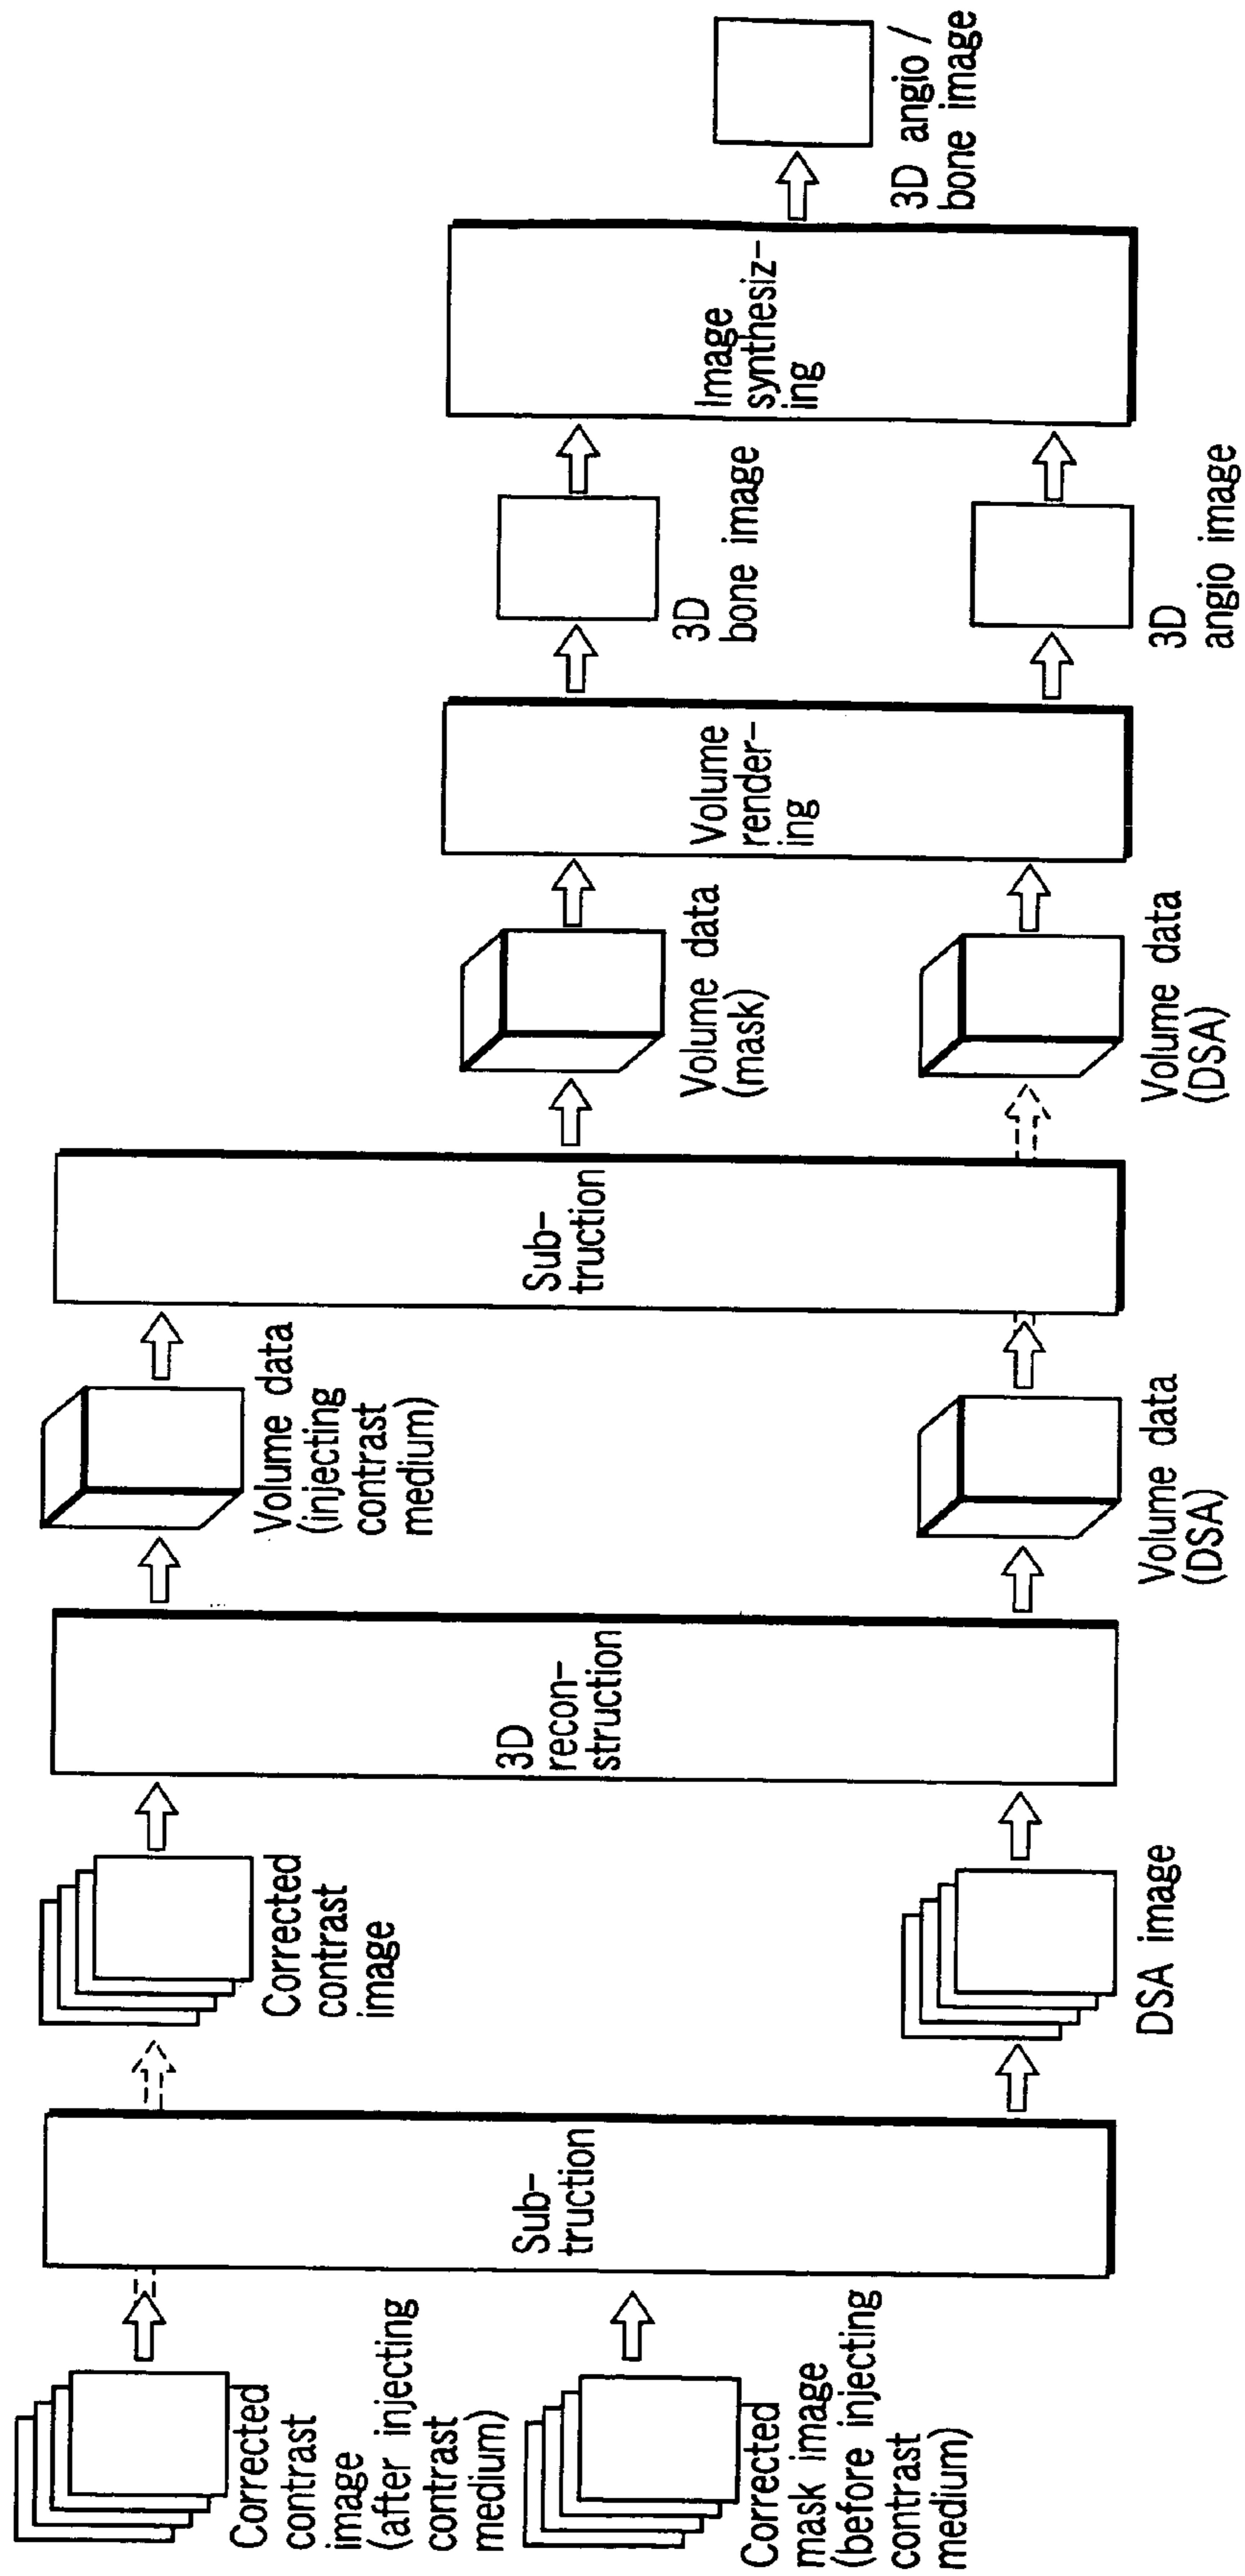 Corrected
contrast
image
(after injecting
contrast
medium)
Corrected
mask image
(before injecting
contrast
medium)
Sub-
truction
Corrected
contrast
image
DSA image
3D
recon-
struction
Volume data
(injecting
contrast
medium)
Volume data
(DSA)
Sub-
truction
Volume data
(mask)
Volume data
(DSA)
Volume
render-
ing
3D
bone image
3D
angio image
Image
synthesiz-
ing
3D angio /
bone image